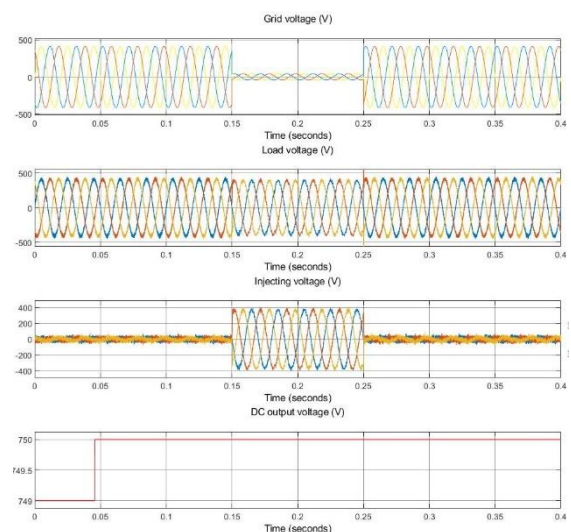 Grid voltage (V)
500
0
-500
0 0.05 0.1 0.15 0.2 0.25 0.3 0.35 0.4
Time (seconds)
Load voltage (V)
500
0
-500
0 0.05 0.1 0.15 0.2 0.25 0.3 0.35 0.4
Time (seconds)
Injecting voltage (V)
400
200
0
-200
-400
0 0.05 0.1 0.15 0.2 0.25 0.3 0.35 0.4
Time (seconds)
DC output voltage (V)
750
749.5
749
0 0.05 0.1 0.15 0.2 0.25 0.3 0.35 0.4
Time (seconds)